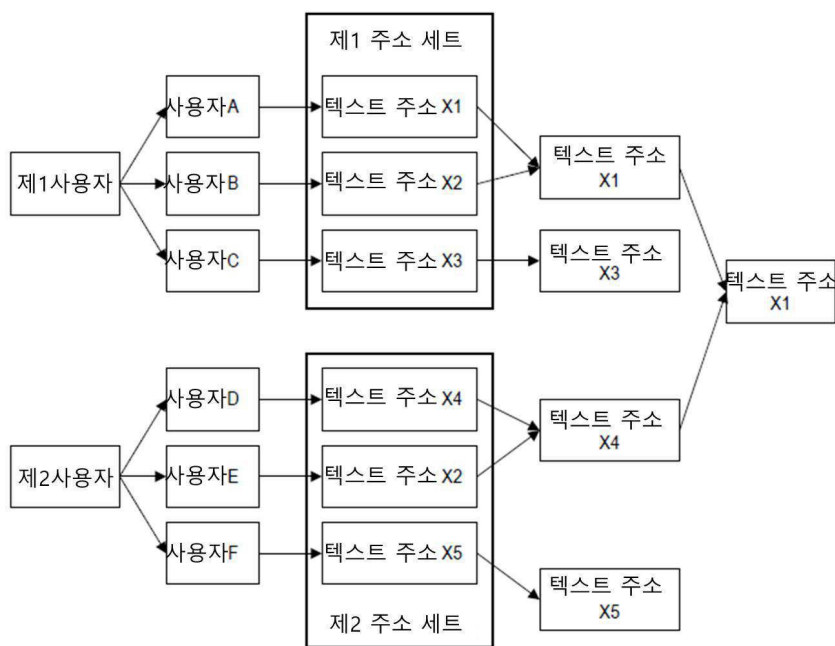 제1 주소 세트
사용자A
텍스트 주소 X1
제1사용자
사용자B
텍스트 주소 X2
텍스트 주소
X1
사용자C
텍스트 주소 X3
텍스트 주소
X3
텍스트 주소
X1
사용자D
텍스트 주소 X4
텍스트 주소
X4
제2사용자
사용자E
텍스트 주소 X2
사용자F
텍스트 주소 X5
텍스트 주소
X5
제2 주소 세트